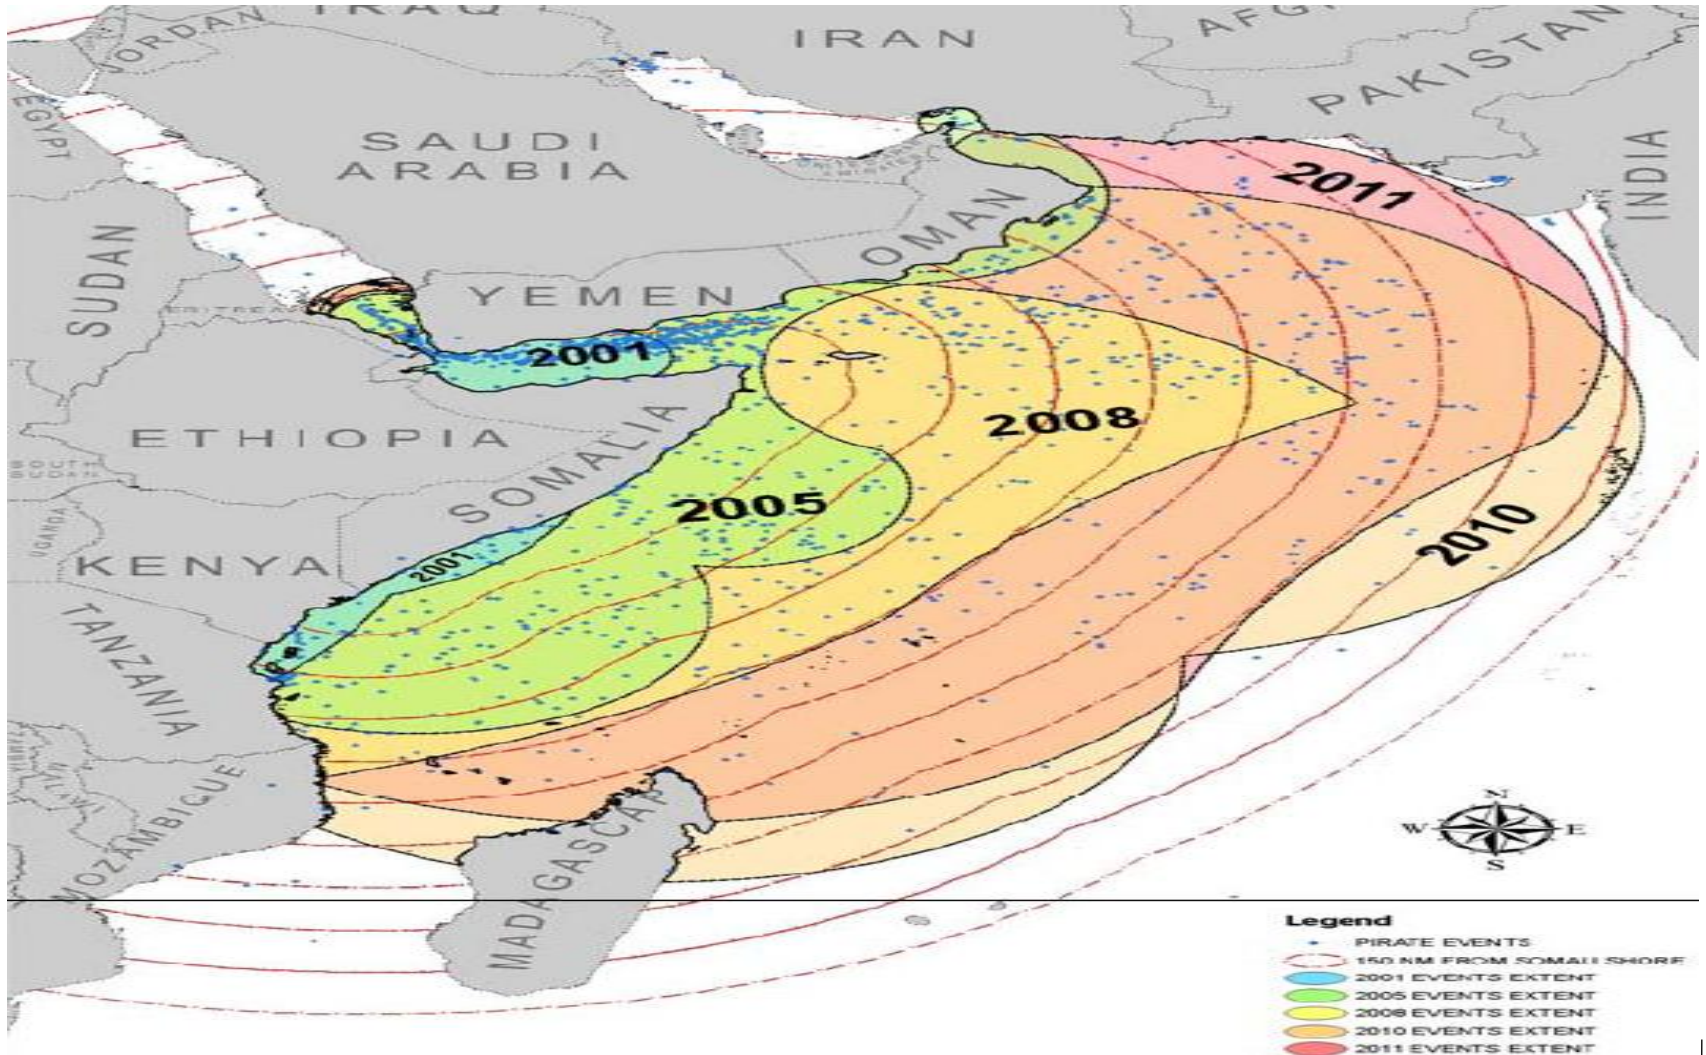 IRAQ
JORDAN
IRAN
PAKISTAN
EGYPT
SAUDI
ARABIA
INDIA
2011
OMAN
SUDAN
YEMEN
ERITREA
2001
2008
ETHIOPIA
SOMALIA
2005
UGANDA
KENYA
2001
2010
TANZANIA
MOZAMBIQUE
MADAGASCAR
N
W E
S
Legend
PIRATE EVENTS
150 NM FROM SOMALI SHORE
2001 EVENTS EXTENT
2005 EVENTS EXTENT
2008 EVENTS EXTENT
2010 EVENTS EXTENT
2011 EVENTS EXTENT